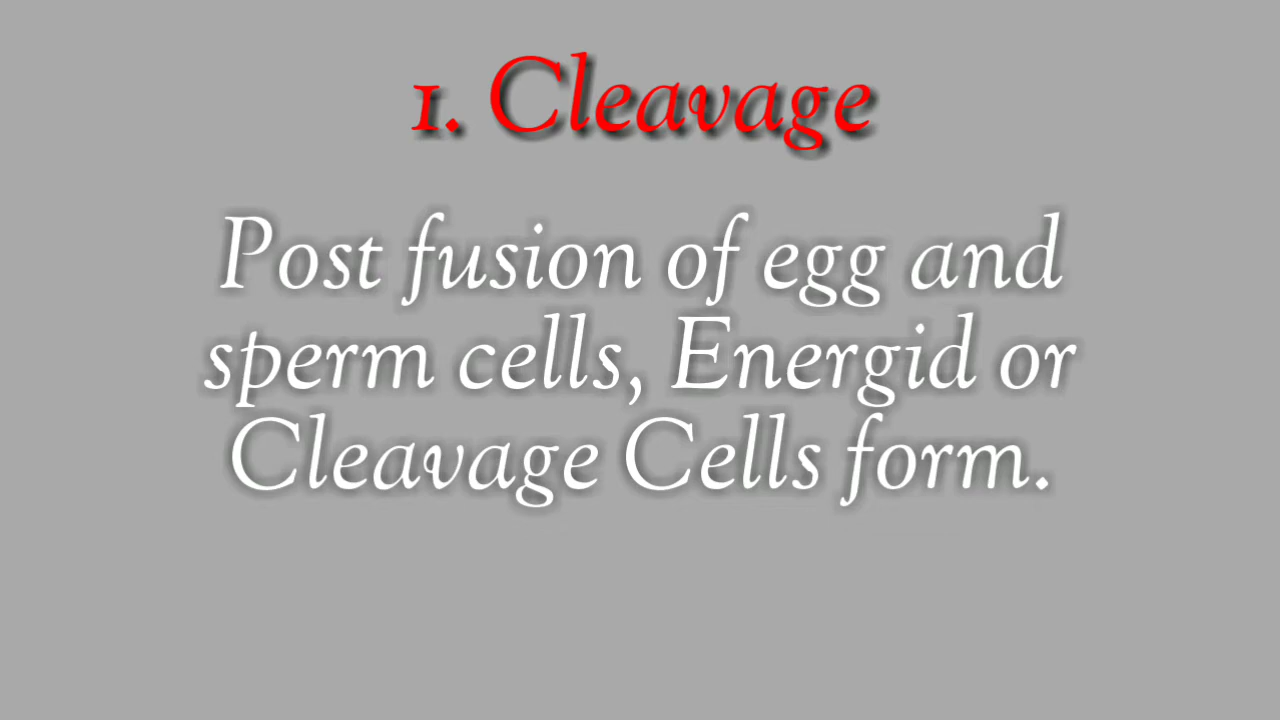 1. Cleavage
Post fusion of egg and
sperm cells, Energid or
Cleavage Cells form.